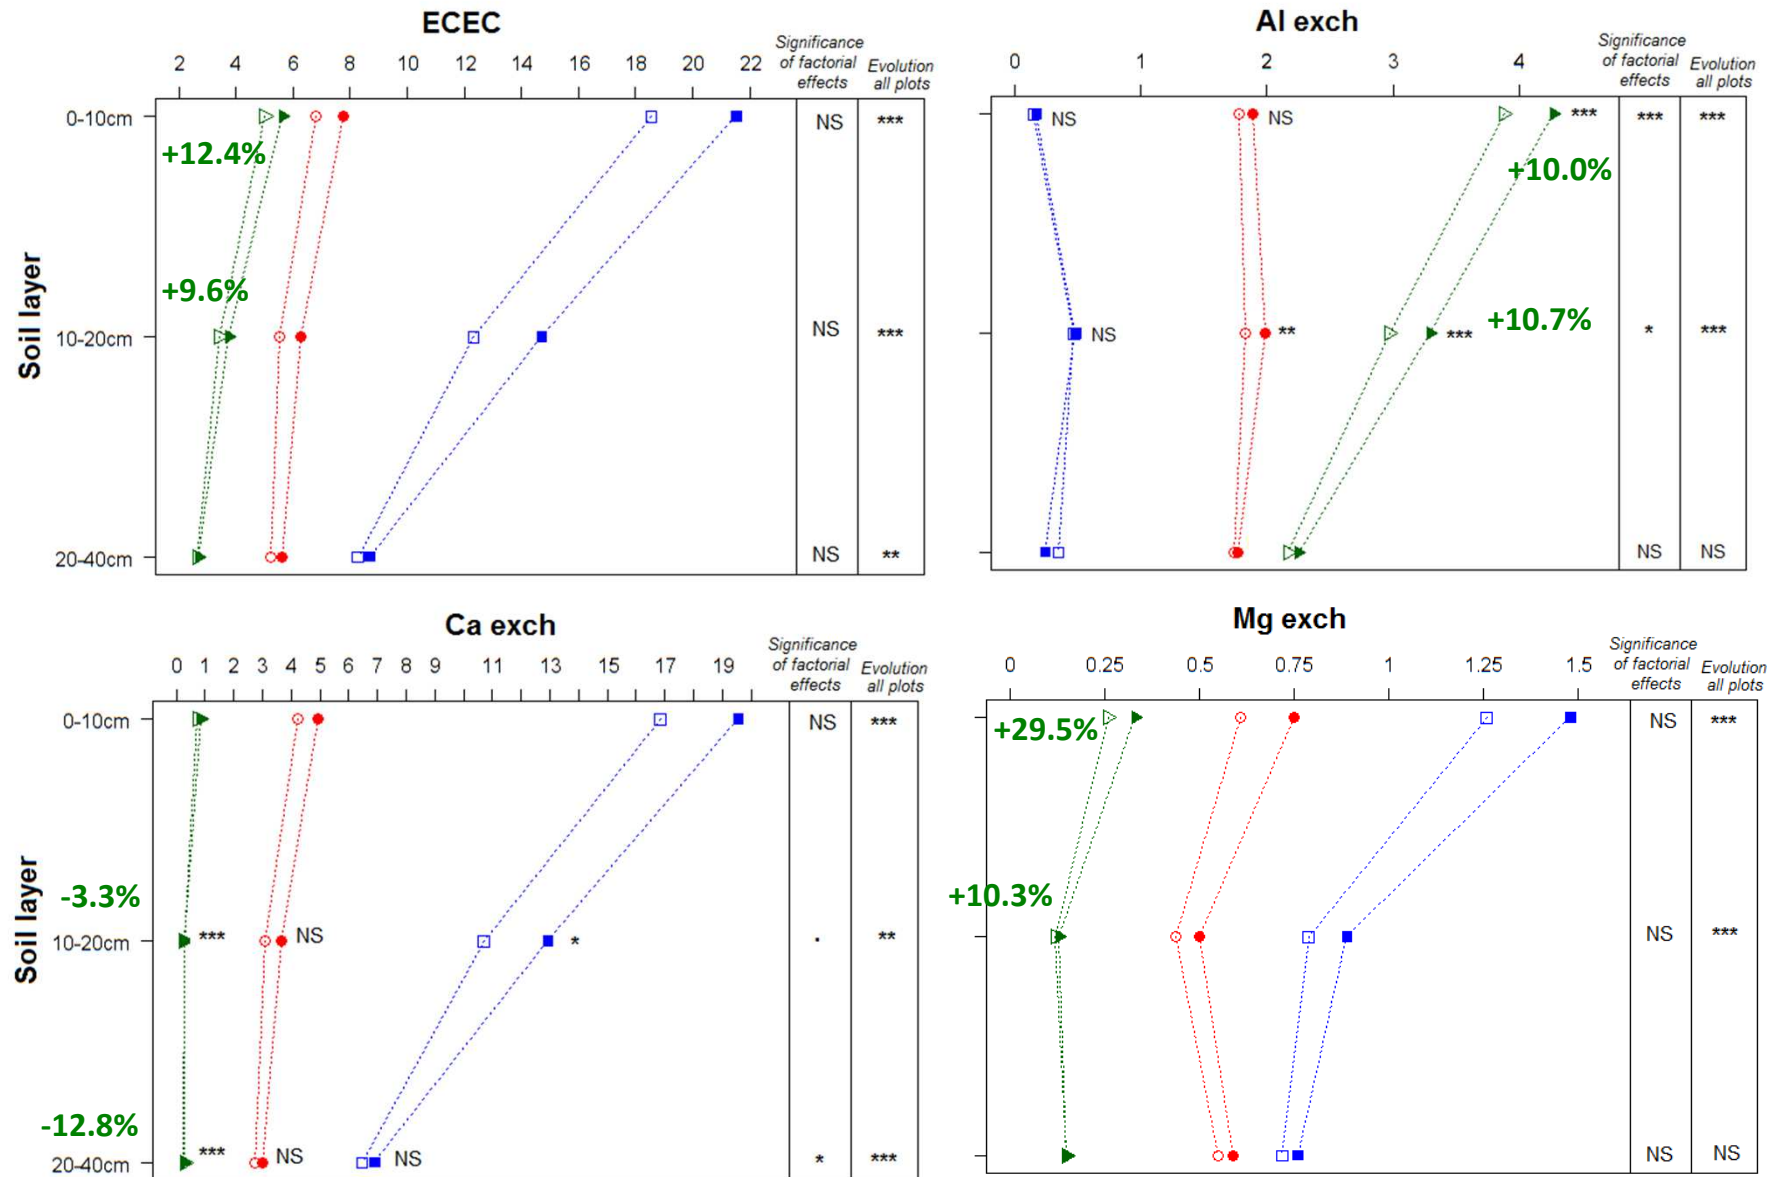 ECEC
Significance
of factorial
effects
Evolution
all plots
2 4 6 8 10 12 14 16 18 20 22
Soil layer
0-10cm
NS ***
+12.4%
+9.6%
10-20cm
NS ***
20-40cm
NS **
Al exch
Significance
of factorial
effects
Evolution
all plots
0 1 2 3 4
NS NS *** *** ***
+10.0%
NS ** *** +10.7% * ***
NS NS
Ca exch
Significance
of factorial
effects
Evolution
all plots
0 1 2 3 4 5 6 7 8 9 11 13 15 17 19
Soil layer
0-10cm
NS ***
-3.3%
10-20cm
*** NS * . **
-12.8%
20-40cm
*** NS NS * ***
Mg exch
Significance
of factorial
effects
Evolution
all plots
0 0.25 0.5 0.75 1 1.25 1.5
+29.5%
NS ***
+10.3%
NS ***
NS NS